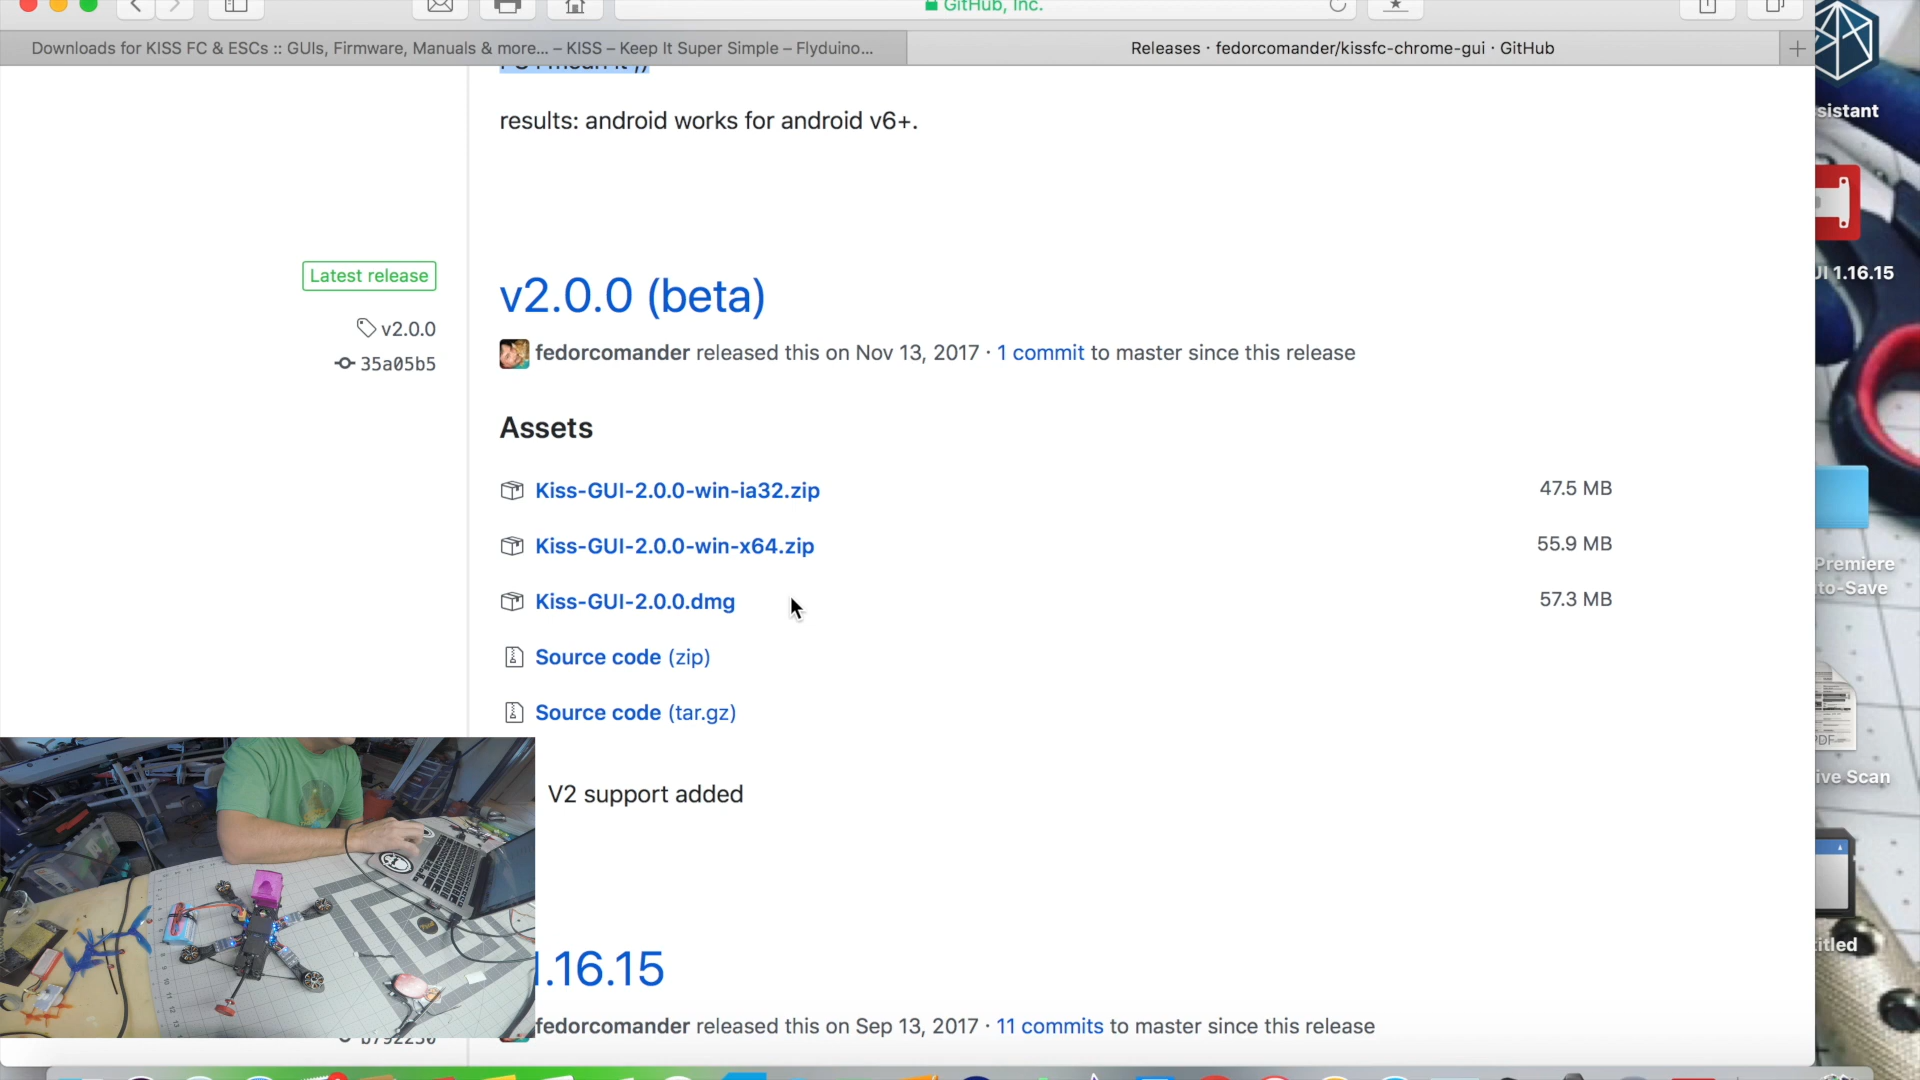 GitHub, Inc.
Downloads for KISS FC & ESCs :: GUIs, Firmware, Manuals & more... – KISS – Keep It Super Simple – Flyduino...
Releases · fedorcomander/kissfc-chrome-gui · GitHub
sistant
results: android works for android v6+.
UI 1.16.15
Latest release
v2.0.0 (beta)
v2.0.0
fedorcomander released this on Nov 13, 2017 · 1 commit to master since this release
35a05b5
Assets
Kiss-GUI-2.0.0-win-ia32.zip
47.5 MB
Kiss-GUI-2.0.0-win-x64.zip
55.9 MB
Premiere
to-Save
Kiss-GUI-2.0.0.dmg
57.3 MB
Source code (zip)
Source code (tar.gz)
PDF
ive Scan
V2 support added
itled
1.16.15
fedorcomander released this on Sep 13, 2017 · 11 commits to master since this release
b792230